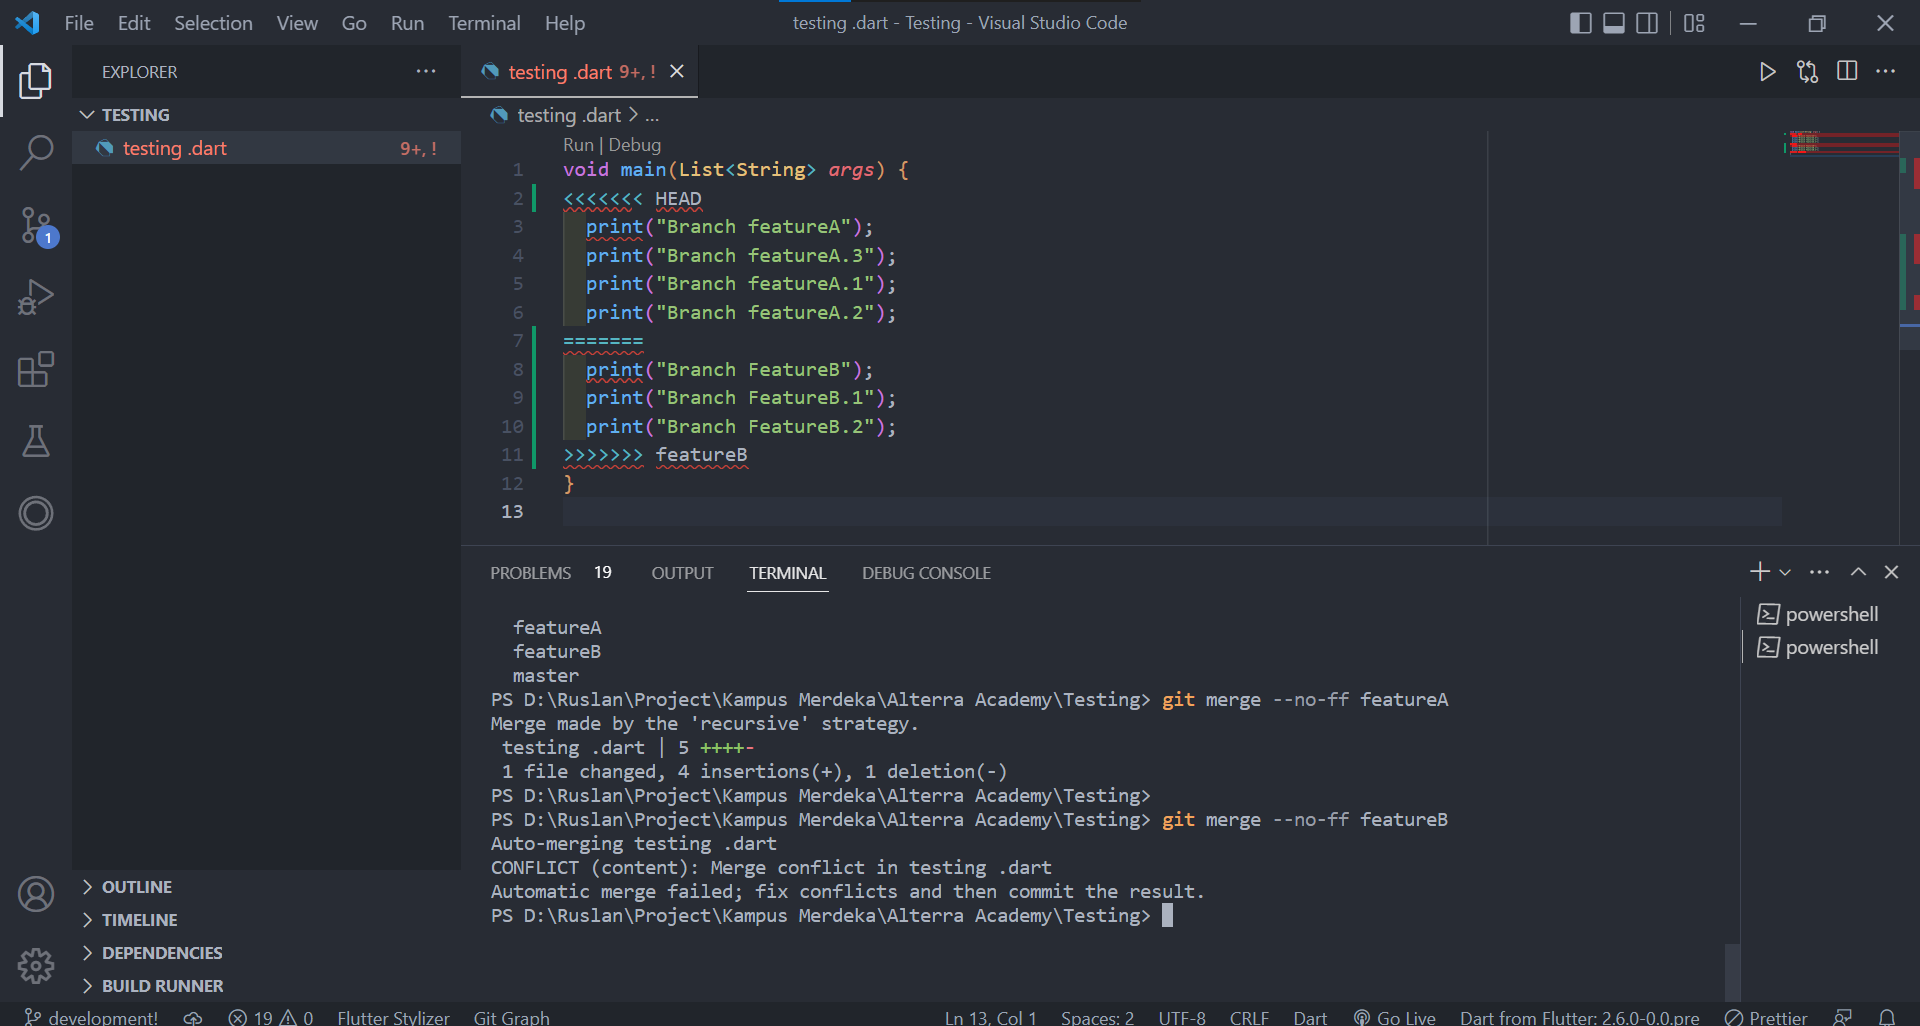 File Edit Selection View Go Run Terminal Help
testing .dart - Testing - Visual Studio Code
EXPLORER
testing .dart 9+, !
TESTING
testing .dart > ...
testing .dart 9+, !
1
Run | Debug
1 void main(List<String> args) {
2 <<<<<<< HEAD
3 print("Branch featureA");
4 print("Branch featureA.3");
5 print("Branch featureA.1");
6 print("Branch featureA.2");
7 =======
8 print("Branch FeatureB");
9 print("Branch FeatureB.1");
10 print("Branch FeatureB.2");
11 >>>>>>> featureB
12 }
13
PROBLEMS 19 OUTPUT TERMINAL DEBUG CONSOLE
powershell
powershell
featureA
featureB
master
PS D:\Ruslan\Project\Kampus Merdeka\Alterra Academy\Testing> git merge --no-ff featureA
Merge made by the 'recursive' strategy.
testing .dart | 5 ++++-
1 file changed, 4 insertions(+), 1 deletion(-)
PS D:\Ruslan\Project\Kampus Merdeka\Alterra Academy\Testing>
PS D:\Ruslan\Project\Kampus Merdeka\Alterra Academy\Testing> git merge --no-ff featureB
Auto-merging testing .dart
CONFLICT (content): Merge conflict in testing .dart
Automatic merge failed; fix conflicts and then commit the result.
PS D:\Ruslan\Project\Kampus Merdeka\Alterra Academy\Testing>
OUTLINE
TIMELINE
DEPENDENCIES
BUILD RUNNER
development! 19 0 Flutter Stylizer Git Graph Ln 13, Col 1 Spaces: 2 UTF-8 CRLF Dart Go Live Dart from Flutter: 2.6.0-0.0.pre Prettier